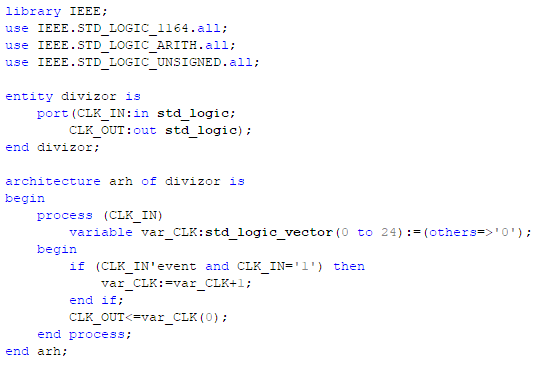 library IEEE;
use IEEE.STD_LOGIC_1164.all;
use IEEE.STD_LOGIC_ARITH.all;
use IEEE.STD_LOGIC_UNSIGNED.all;

entity divizor is
    port(CLK_IN:in std_logic;
        CLK_OUT:out std_logic);
end divizor;

architecture arh of divizor is
begin
    process (CLK_IN)
        variable var_CLK:std_logic_vector(0 to 24):=(others=>'0');
    begin
        if (CLK_IN'event and CLK_IN='1') then
            var_CLK:=var_CLK+1;
        end if;
        CLK_OUT<=var_CLK(0);
    end process;
end arh;